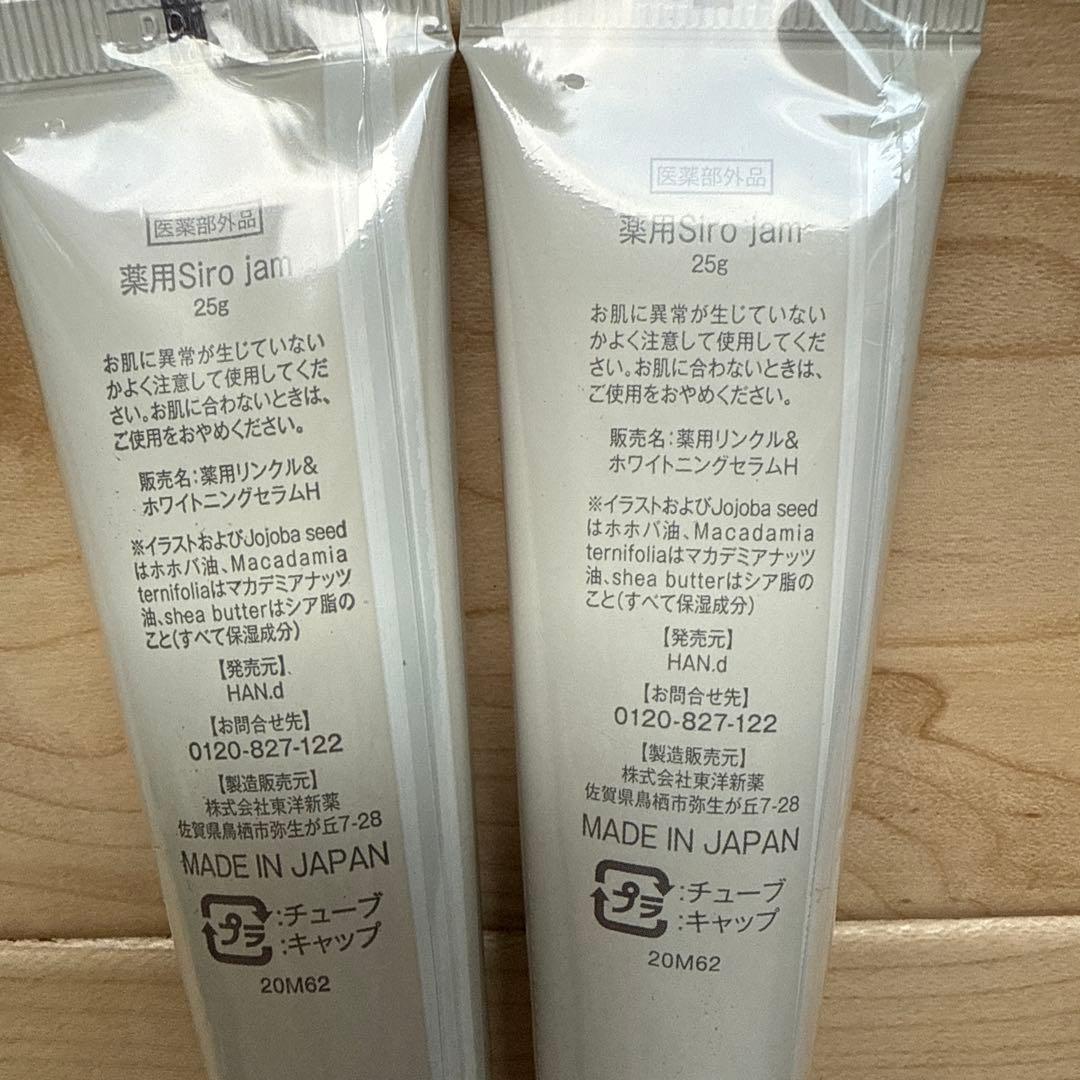 医薬部外品
薬用Siro jam
25g
お肌に異常が生じていない
かよく注意して使用してくだ
さい。お肌に合わないときは、
ご使用をおやめください。
販売名:薬用リンクル&
ホワイトニングセラムH
※イラストおよびJojoba seed
はホホバ油、Macadamia
ternifoliaはマカデミアナッツ
油、shea butterはシア脂の
こと(すべて保湿成分)
【発売元】
HAN.d
【お問合せ先】
0120-827-122
【製造販売元】
株式会社東洋新薬
佐賀県鳥栖市弥生が丘7-28
MADE IN JAPAN
プラ
:チューブ
:キャップ
20M62
医薬部外品
薬用Siro jam
25g
お肌に異常が生じていない
かよく注意して使用してくだ
さい。お肌に合わないときは、
ご使用をおやめください。
販売名:薬用リンクル&
ホワイトニングセラムH
※イラストおよびJojoba seed
はホホバ油、Macadamia
ternifoliaはマカデミアナッツ
油、shea butterはシア脂の
こと(すべて保湿成分)
【発売元】
HAN.d
【お問合せ先】
0120-827-122
【製造販売元】
株式会社東洋新薬
佐賀県鳥栖市弥生が丘7-28
MADE IN JAPAN
プラ
:チューブ
:キャップ
20M62